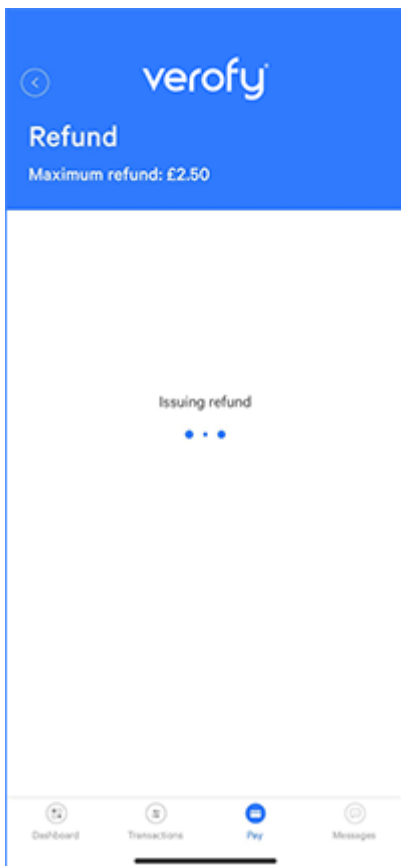 verofy
Refund
Maximum refund: £2.50
Issuing refund
Dashboard
Transactions
Pay
Messages